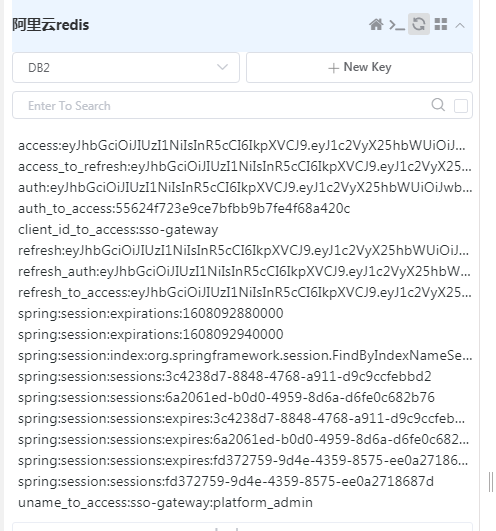 阿里云redis
DB2
New Key
Enter To Search
access:eyJhbGciOiJIUzI1NiIsInR5cCI6IkpXVCJ9.eyJ1c2VyX25hbWUiOiJ...
access_to_refresh:eyJhbGciOiJIUzI1NiIsInR5cCI6IkpXVCJ9.eyJ1c2VyX25...
auth:eyJhbGciOiJIUzI1NiIsInR5cCI6IkpXVCJ9.eyJ1c2VyX25hbWUiOiJwb...
auth_to_access:55624f723e9ce7bfbb9b7fe4f68a420c
client_id_to_access:sso-gateway
refresh:eyJhbGciOiJIUzI1NiIsInR5cCI6IkpXVCJ9.eyJ1c2VyX25hbWUiOiJ...
refresh_auth:eyJhbGciOiJIUzI1NiIsInR5cCI6IkpXVCJ9.eyJ1c2VyX25hbW...
refresh_to_access:eyJhbGciOiJIUzI1NiIsInR5cCI6IkpXVCJ9.eyJ1c2VyX25...
spring:session:expirations:1608092880000
spring:session:expirations:1608092940000
spring:session:index:org.springframework.session.FindByIndexNameSe...
spring:session:sessions:3c4238d7-8848-4768-a911-d9c9ccfebbd2
spring:session:sessions:6a2061ed-b0d0-4959-8d6a-d6fe0c682b76
spring:session:sessions:expires:3c4238d7-8848-4768-a911-d9c9ccfeb...
spring:session:sessions:expires:6a2061ed-b0d0-4959-8d6a-d6fe0c682...
spring:session:sessions:expires:fd372759-9d4e-4359-8575-ee0a27186...
spring:session:sessions:fd372759-9d4e-4359-8575-ee0a2718687d
uname_to_access:sso-gateway:platform_admin